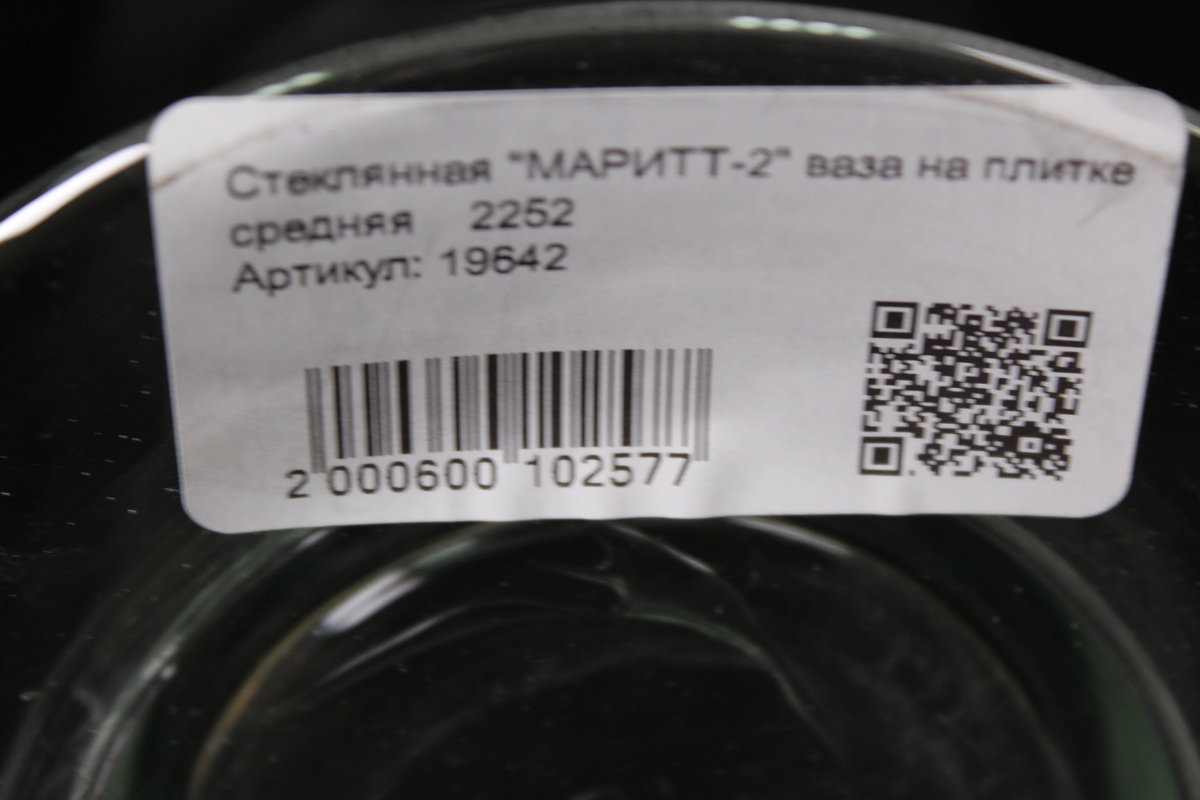 Стеклянная "МАРИТТ-2" ваза на плитке
средняя 2252
Артикул: 19642
2 000600 102577